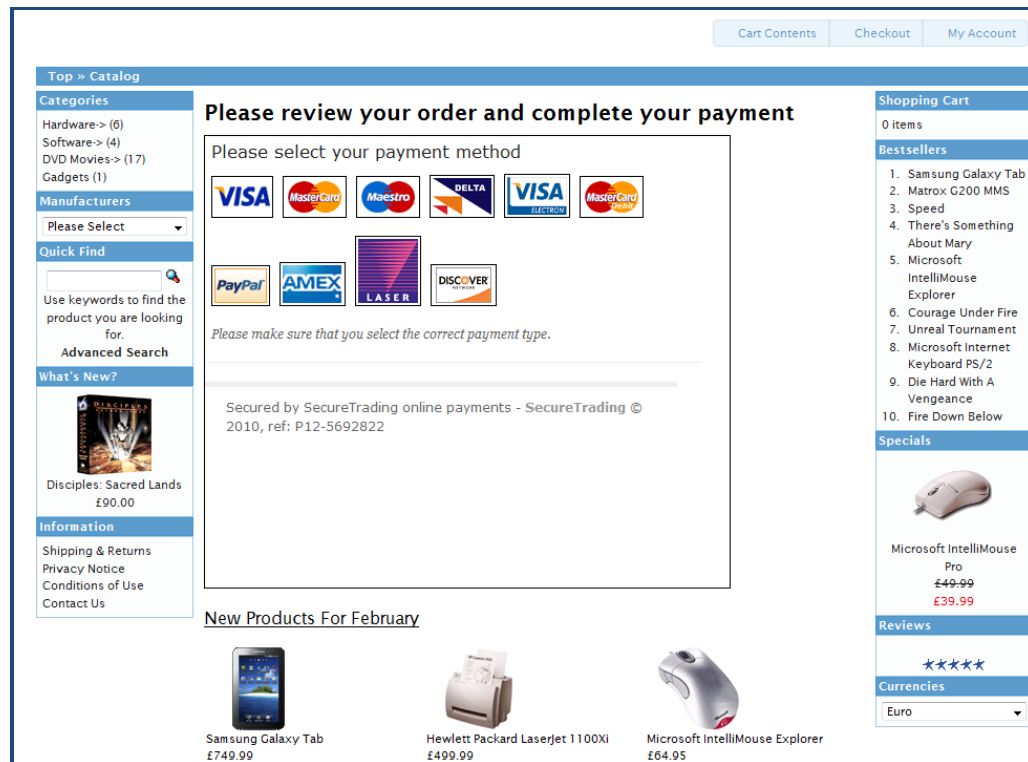 Cart Contents
Checkout
My Account
Top » Catalog
Categories
Hardware-> (6)
Software-> (4)
DVD Movies-> (17)
Gadgets (1)
Manufacturers
Please Select
Quick Find
Use keywords to find the
product you are looking
for.
Advanced Search
What's New?
DISCIPLES
Disciples: Sacred Lands
£90.00
Information
Shipping & Returns
Privacy Notice
Conditions of Use
Contact Us
Please review your order and complete your payment
Please select your payment method
VISA
MasterCard
Maestro
DELTA
VISA
ELECTRON
MasterCard
Debit
PayPal
AMEX
LASER
DISCOVER
NETWORK
Please make sure that you select the correct payment type.
Secured by SecureTrading online payments - SecureTrading ©
2010, ref: P12-5692822
New Products For February
Samsung Galaxy Tab
£749.99
Hewlett Packard LaserJet 1100Xi
£499.99
Microsoft IntelliMouse Explorer
£64.95
Shopping Cart
0 items
Bestsellers
1. Samsung Galaxy Tab
2. Matrox G200 MMS
3. Speed
4. There's Something
About Mary
5. Microsoft
IntelliMouse
Explorer
6. Courage Under Fire
7. Unreal Tournament
8. Microsoft Internet
Keyboard PS/2
9. Die Hard With A
Vengeance
10. Fire Down Below
Specials
Microsoft IntelliMouse
Pro
£49.99
£39.99
Reviews
Currencies
Euro